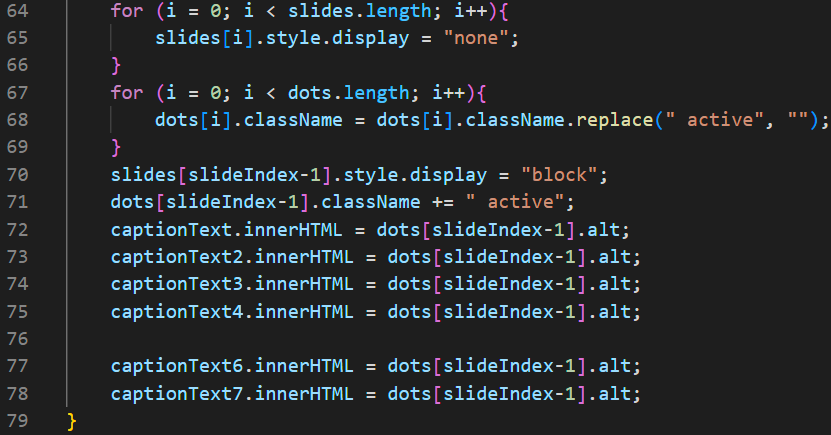 64 for (i = 0; i < slides.length; i++){
65 slides[i].style.display = "none";
66 }
67 for (i = 0; i < dots.length; i++){
68 dots[i].className = dots[i].className.replace(" active", "");
69 }
70 slides[slideIndex-1].style.display = "block";
71 dots[slideIndex-1].className += " active";
72 captionText.innerHTML = dots[slideIndex-1].alt;
73 captionText2.innerHTML = dots[slideIndex-1].alt;
74 captionText3.innerHTML = dots[slideIndex-1].alt;
75 captionText4.innerHTML = dots[slideIndex-1].alt;
76
77 captionText6.innerHTML = dots[slideIndex-1].alt;
78 captionText7.innerHTML = dots[slideIndex-1].alt;
79 }